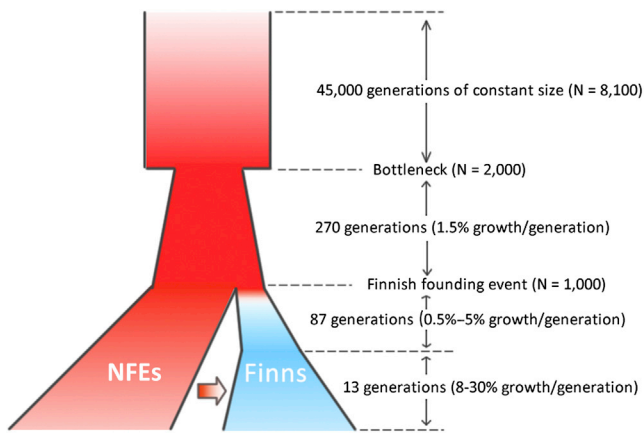 45,000 generations of constant size (N = 8,100)
Bottleneck (N = 2,000)
270 generations (1.5% growth/generation)
Finnish founding event (N = 1,000)
87 generations (0.5%–5% growth/generation)
NFEs
Finns
13 generations (8-30% growth/generation)